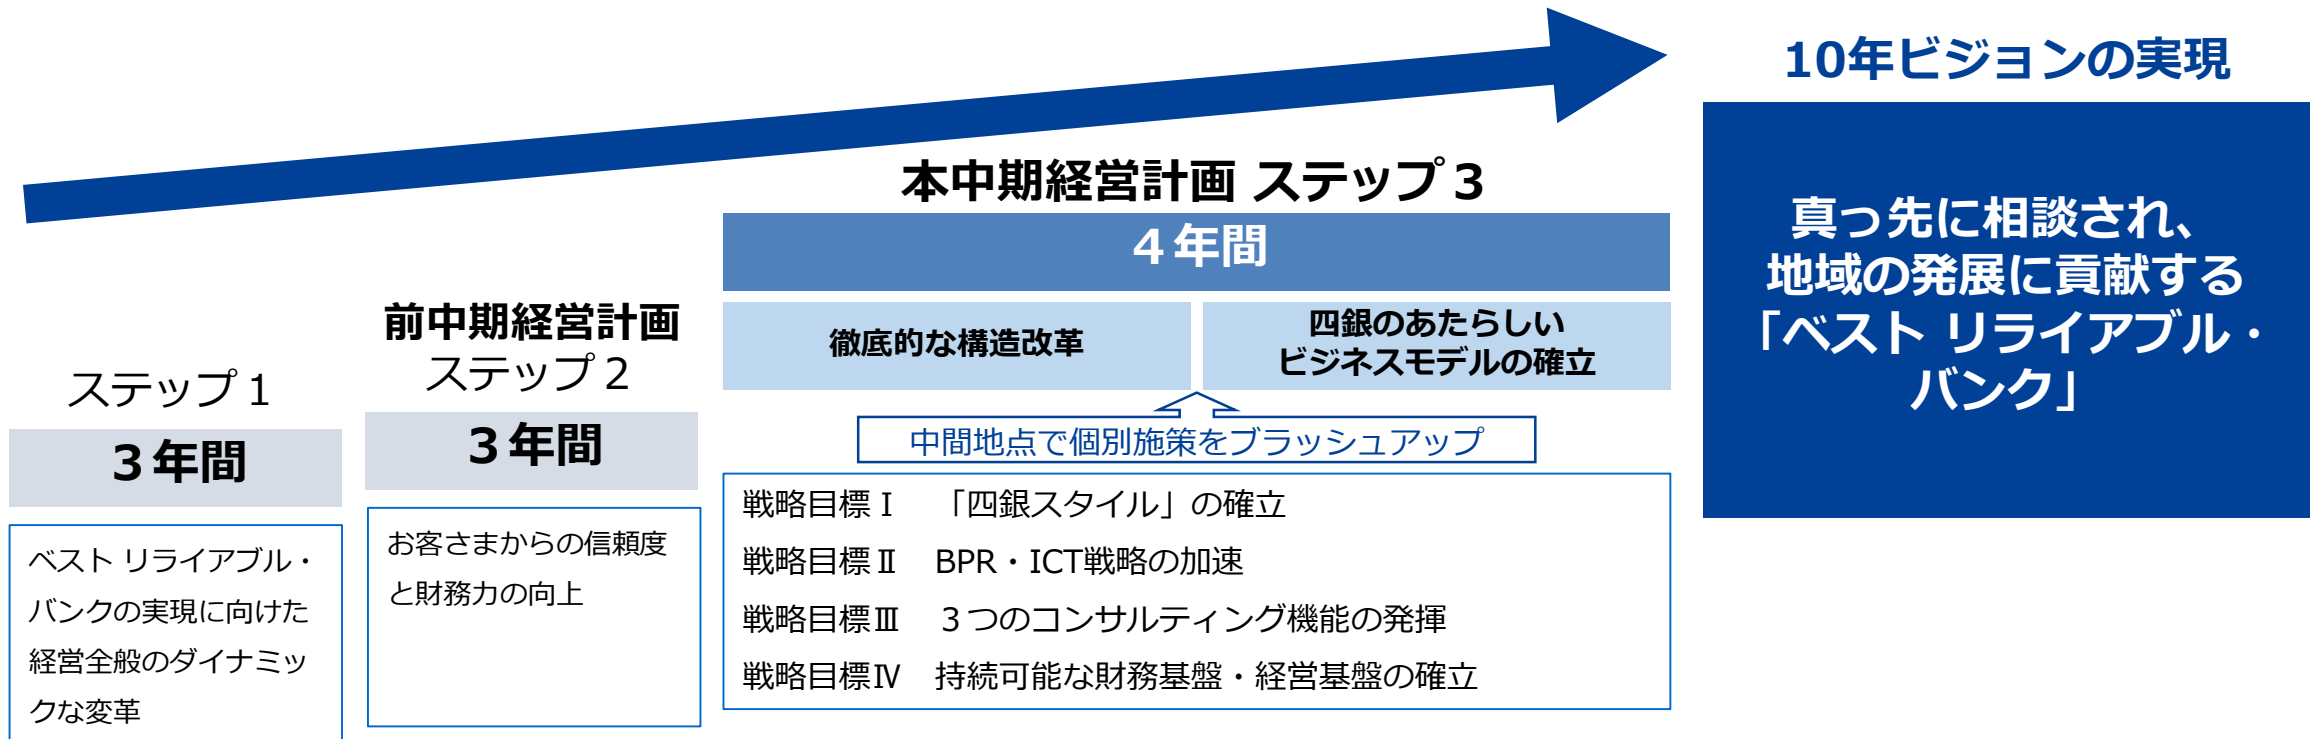 ステップ１
３年間
ベスト リライアブル・
バンクの実現に向けた
経営全般のダイナミッ
クな変革
前中期経営計画
ステップ２
３年間
お客さまからの信頼度
と財務力の向上
本中期経営計画 ステップ３
４年間
徹底的な構造改革
四銀のあたらしい
ビジネスモデルの確立
中間地点で個別施策をブラッシュアップ
戦略目標Ⅰ 「四銀スタイル」の確立
戦略目標Ⅱ BPR・ICT戦略の加速
戦略目標Ⅲ ３つのコンサルティング機能の発揮
戦略目標Ⅳ 持続可能な財務基盤・経営基盤の確立
10年ビジョンの実現
真っ先に相談され、
地域の発展に貢献する
「ベスト リライアブル・
バンク」